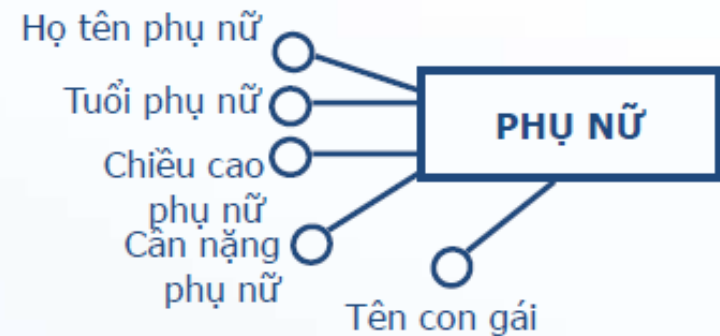 Họ tên phụ nữ
Tuổi phụ nữ
PHỤ NỮ
Chiều cao
phụ nữ
Cân nặng
phụ nữ
Tên con gái